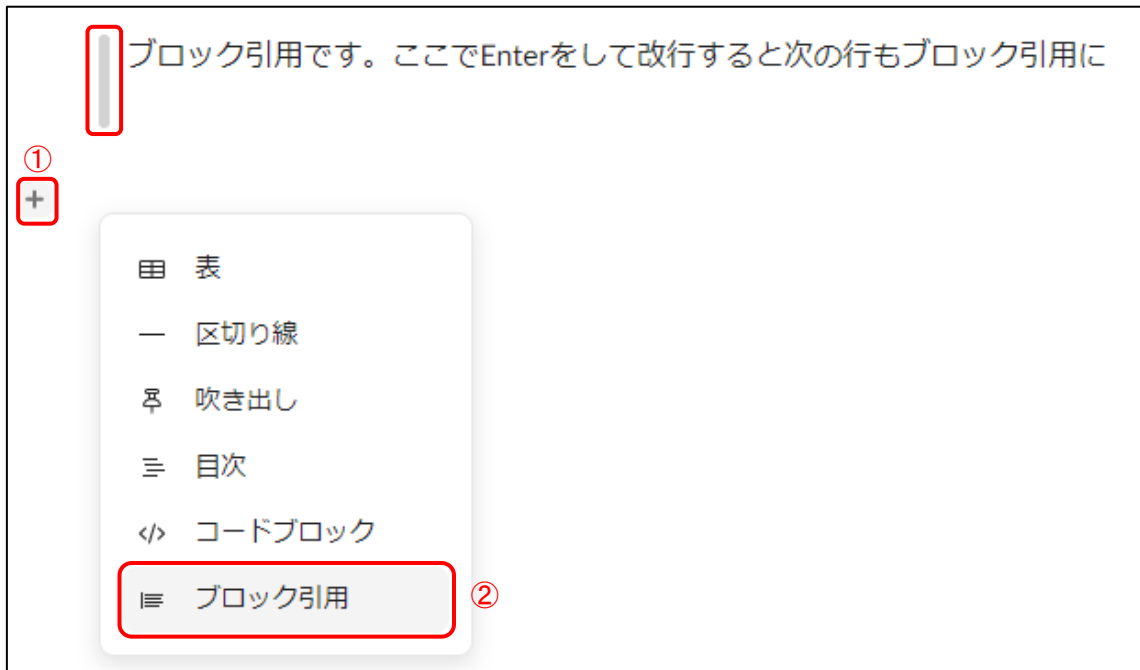 ブロック引用です。ここでEnterをして改行すると次の行もブロック引用に
①
+
表
区切り線
吹き出し
目次
</> コードブロック
ブロック引用 ②